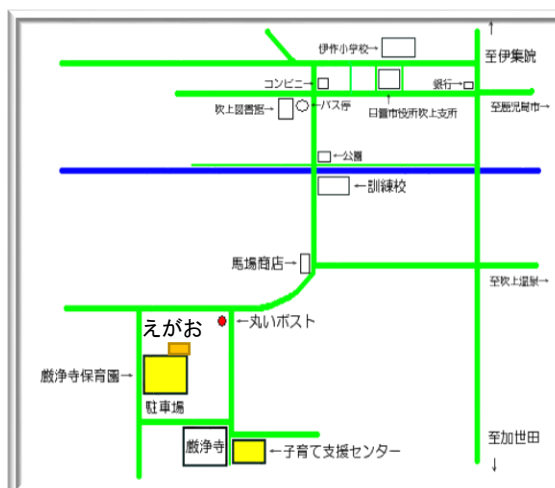 伊作小学校→
↑
至伊集院
コンビニ→
銀行→
吹上図書館→
←バス停
↑
日置市役所吹上支所
至鹿児島市→
←公園
←訓練校
馬場商店→
至吹上温泉→
えがお
←丸いポスト
厳浄寺保育園→
駐車場
至加世田
↓
厳浄寺
←子育て支援センター